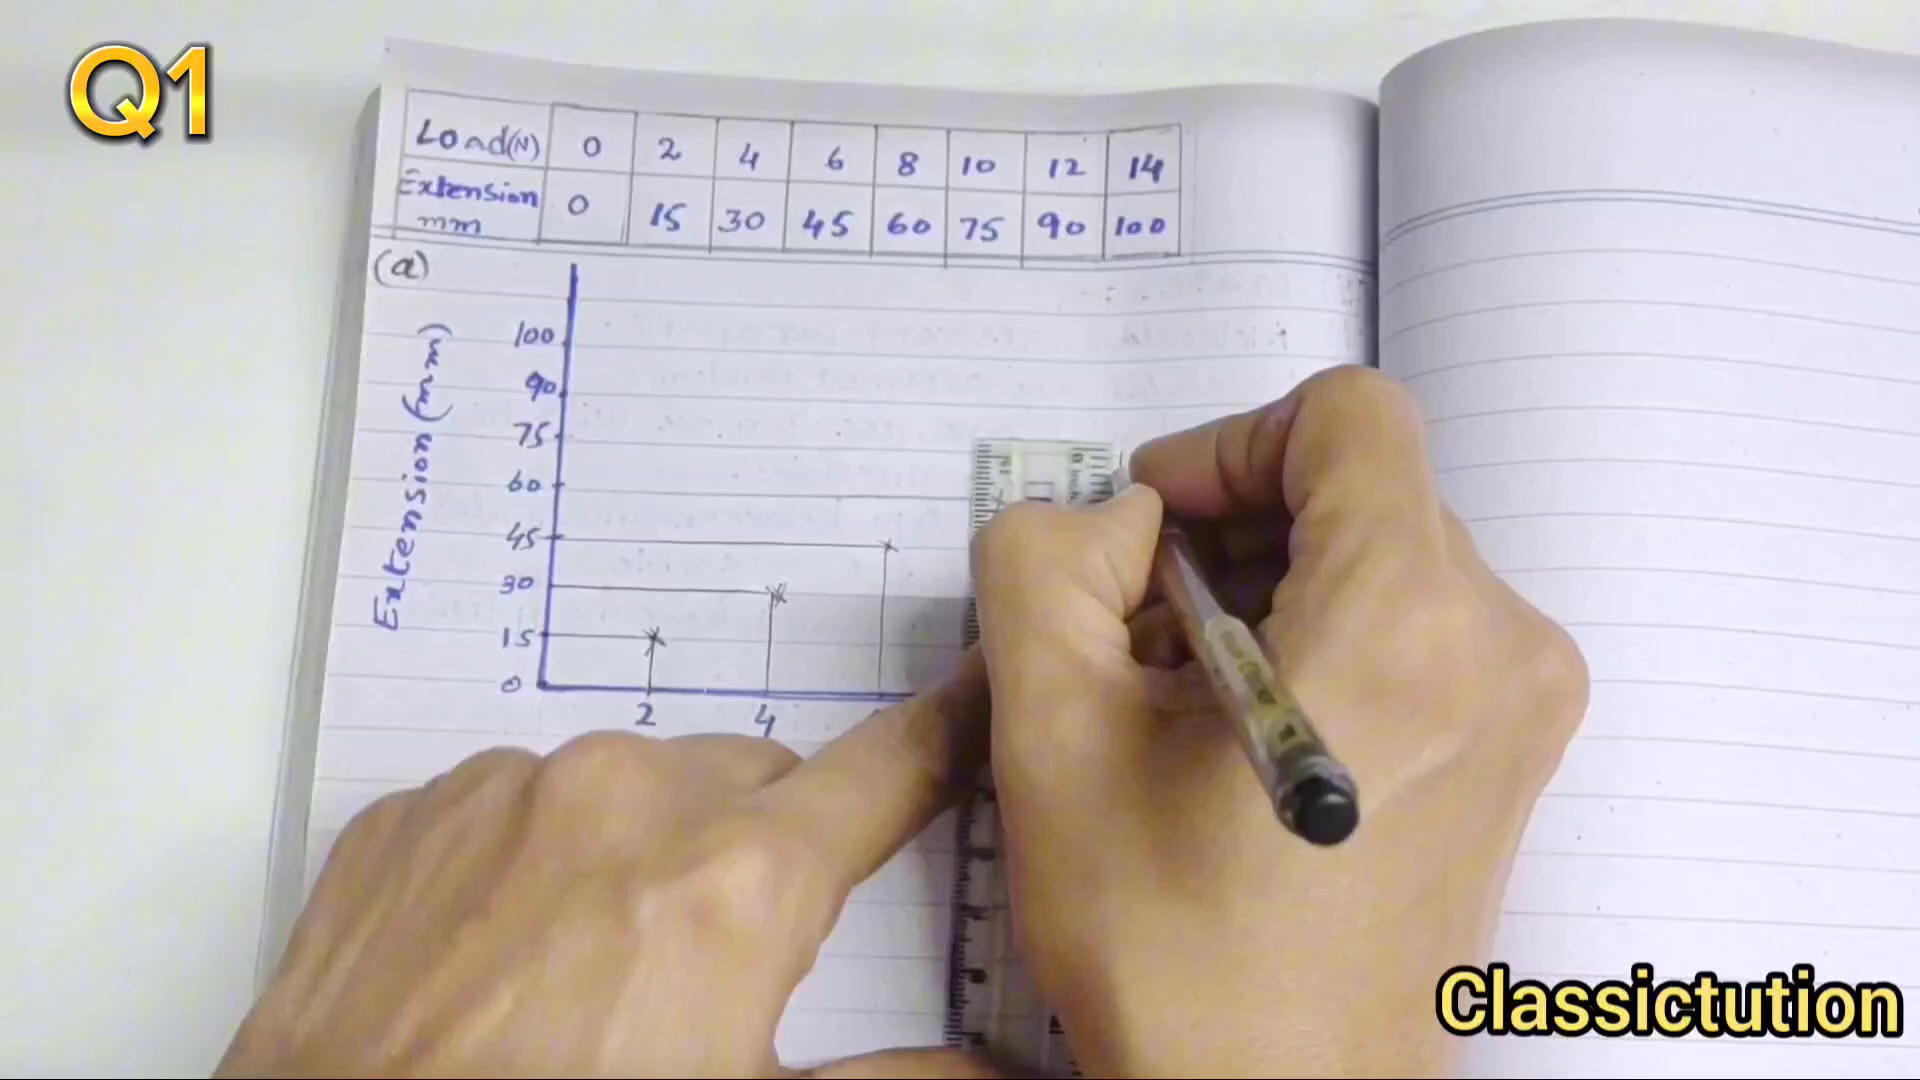 Q1
Load(N) 0 2 4 6 8 10 12 14
Extension mm 0 15 30 45 60 75 90 100
(a)
Extension (mm)
100
90
75
60
45
30
15
0
2 4
Classictution